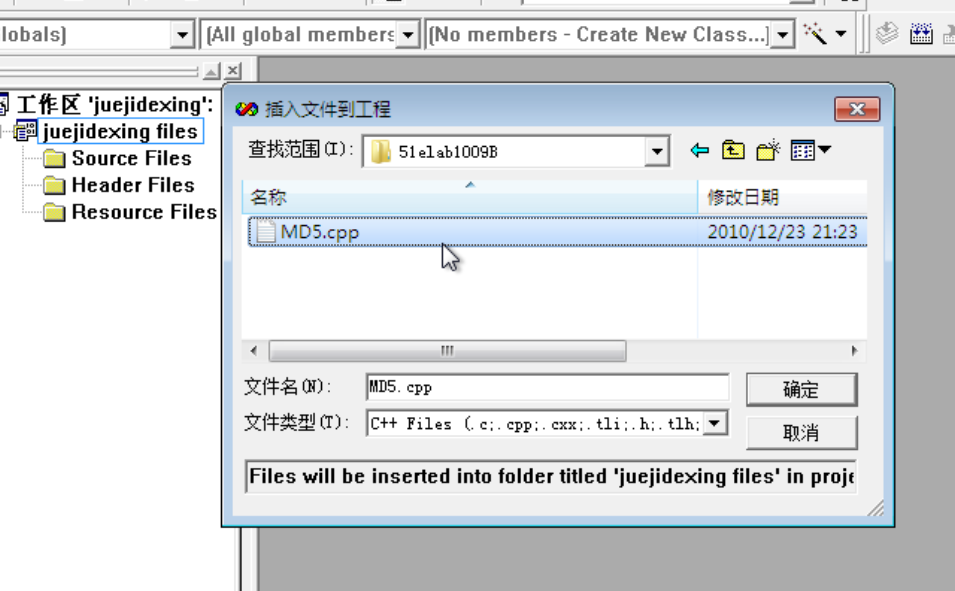 lobals)
(All global members
(No members - Create New Class...)
工作区 'juejidexing':
juejidexing files
Source Files
Header Files
Resource Files
插入文件到工程
查找范围(I):
51elab1009B
名称
修改日期
MD5.cpp
2010/12/23 21:23
文件名(N):
MD5.cpp
确定
文件类型(T):
C++ Files (.c;.cpp;.cxx;.tli;.h;.tlh;
取消
Files will be inserted into folder titled 'juejidexing files' in proje